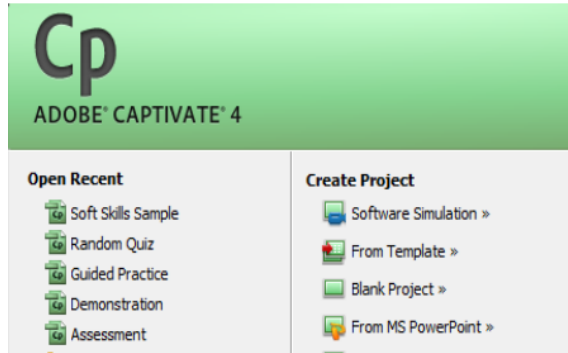 Cp
ADOBE® CAPTIVATE® 4
Open Recent
Soft Skills Sample
Random Quiz
Guided Practice
Demonstration
Assessment
Create Project
Software Simulation »
From Template »
Blank Project »
From MS PowerPoint »